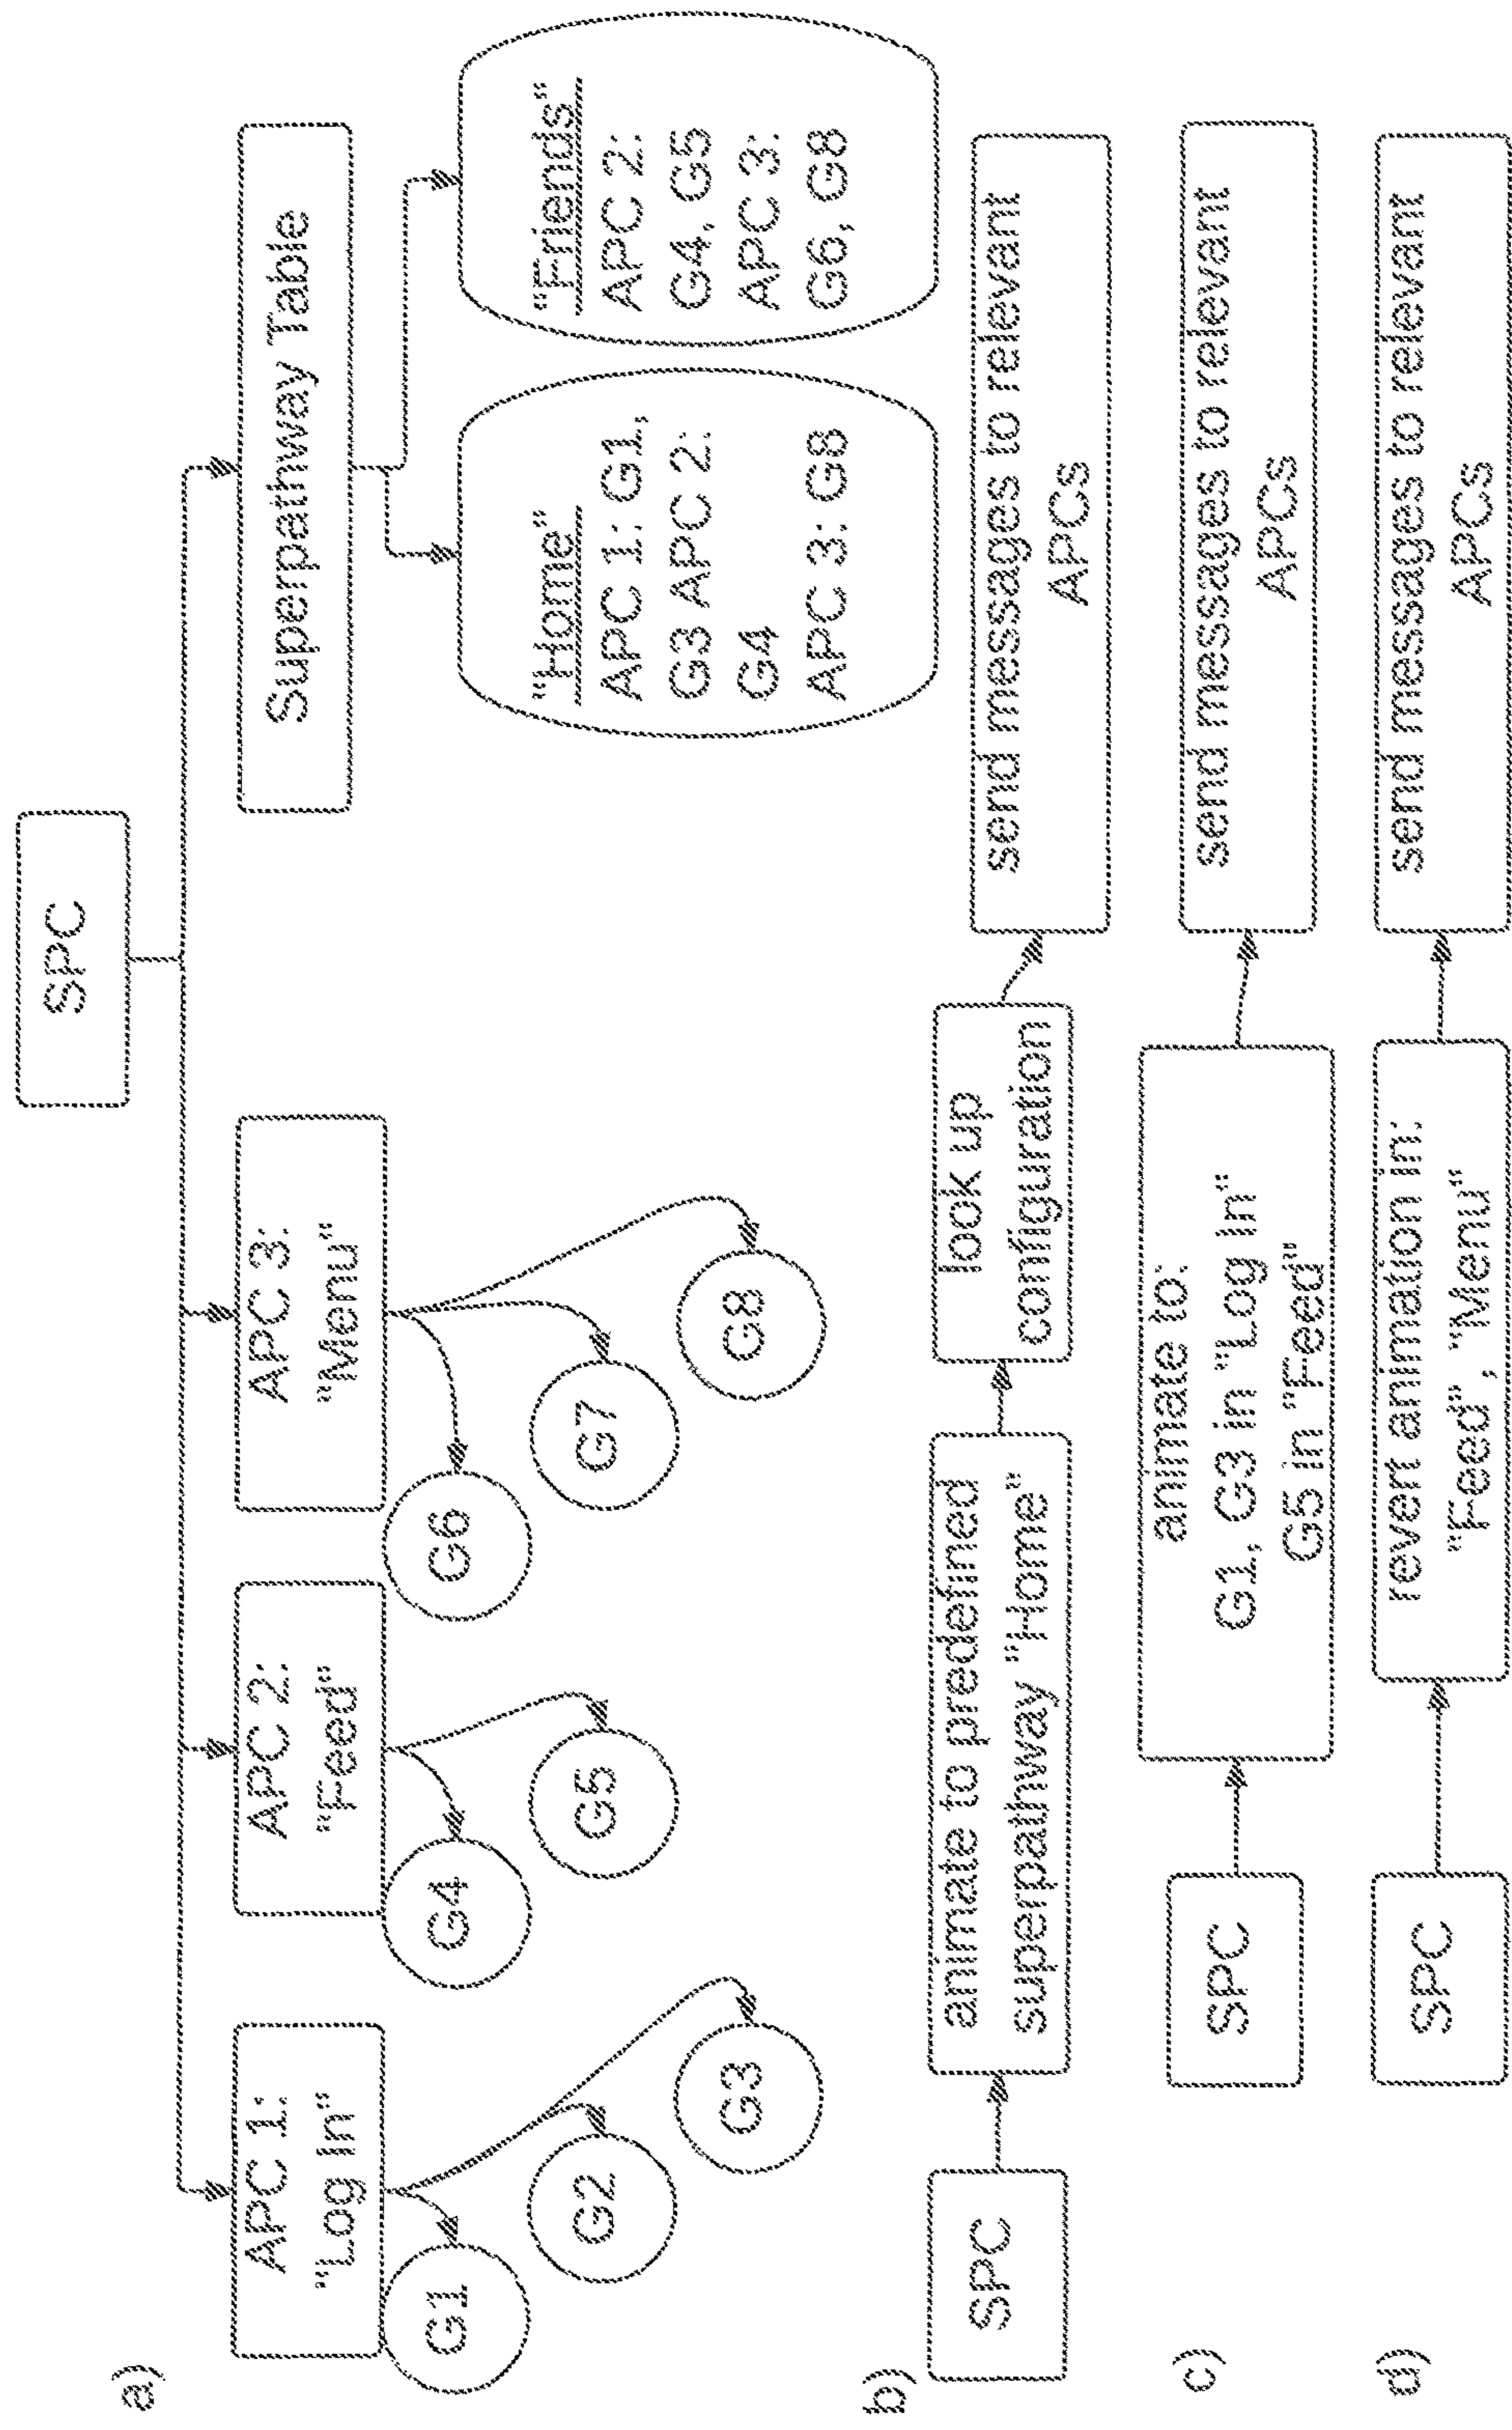 a)
SPC
APC 1:
"Log In"
APC 2:
"Feed"
APC 3:
"Menu"
Superpathway Table
G1
G2
G3
G4
G5
G6
G7
G8
"Home"
APC 1: G1,
G3 APC 2:
G4
APC 3: G8
"Friends"
APC 2:
G4, G5
APC 3:
G6, G8
b)
SPC
animate to predefined
superpathway "Home"
look up
configuration
send messages to relevant
APCs
c)
SPC
animate to:
G1, G3 in "Log In"
G5 in "Feed"
send messages to relevant
APCs
d)
SPC
revert animation in:
"Feed", "Menu"
send messages to relevant
APCs